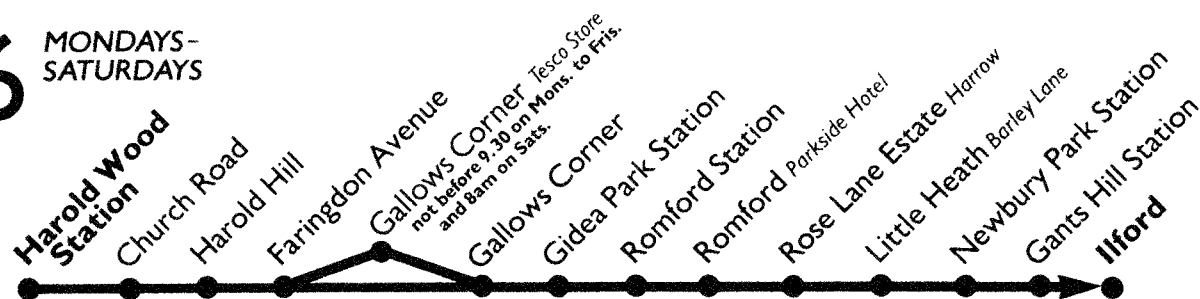 MONDAYS–
SATURDAYS
Harold Wood
Station
Church Road
Harold Hill
Faringdon Avenue
Gallows Corner Tesco Store
not before 9.30 on Mons. to Fris.
and 8am on Sats.
Gallows Corner
Gidea Park Station
Romford Station
Romford Parkside Hotel
Rose Lane Estate Harrow
Little Heath Barley Lane
Newbury Park Station
Gants Hill Station
Ilford